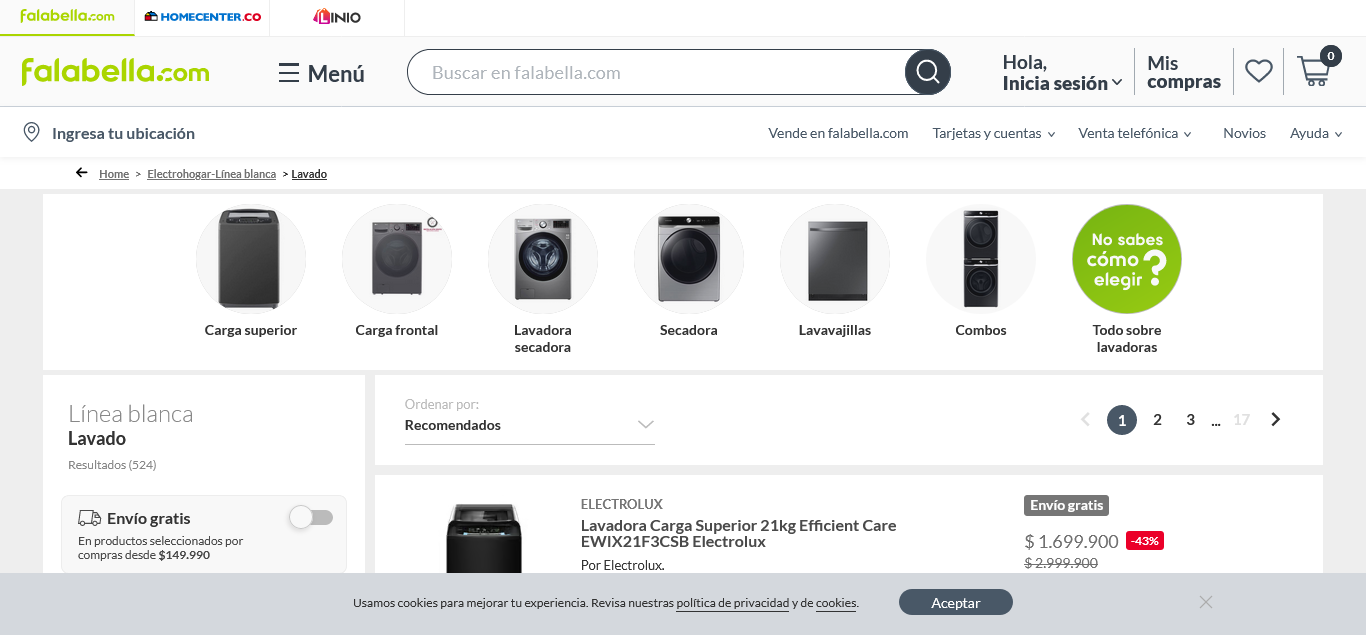 falabella.com
HOMECENTER.CO
LINIO
falabella.com
Menú
Buscar en falabella.com
Hola,
Inicia sesión
Mis
compras
0
Ingresa tu ubicación
Vende en falabella.com
Tarjetas y cuentas
Venta telefónica
Novios
Ayuda
Home > Electrohogar-Línea blanca > Lavado
No sabes
cómo
elegir ?
Carga superior
Carga frontal
Lavadora
secadora
Secadora
Lavavajillas
Combos
Todo sobre
lavadoras
Línea blanca
Lavado
Resultados (524)
Envío gratis
En productos seleccionados por
compras desde $149.990
Ordenar por:
Recomendados
1 2 3 ... 17
ELECTROLUX
Lavadora Carga Superior 21kg Efficient Care
EWIX21F3CSB Electrolux
Por Electrolux.
Envío gratis
$ 1.699.900 -43%
$ 2.999.900
Usamos cookies para mejorar tu experiencia. Revisa nuestras política de privacidad y de cookies.
Aceptar